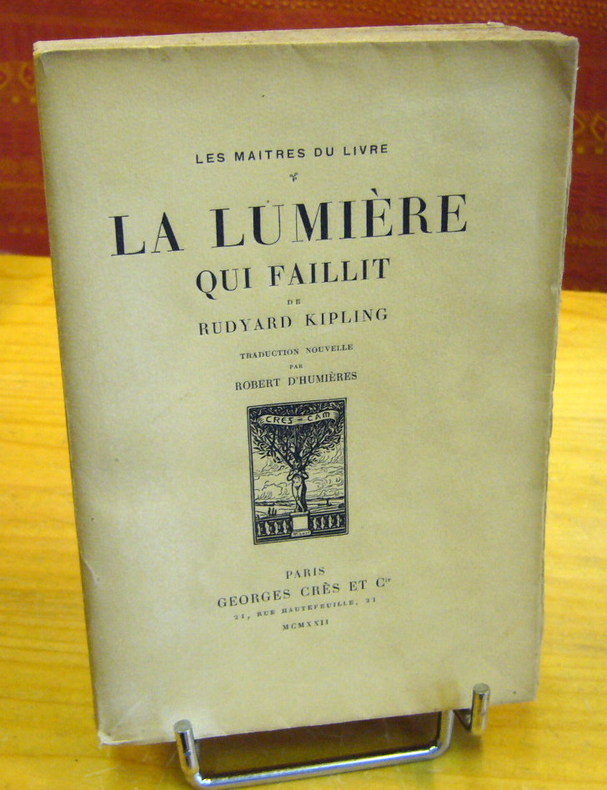 LES MAITRES DU LIVRE
LA LUMIÈRE
QUI FAILLIT
DE
RUDYARD KIPLING
TRADUCTION NOUVELLE
PAR
ROBERT D'HUMIÈRES
CRES - CAM
PARIS
GEORGES CRÈS ET Cie
21, RUE HAUTEFEUILLE, 21
MCMXXII